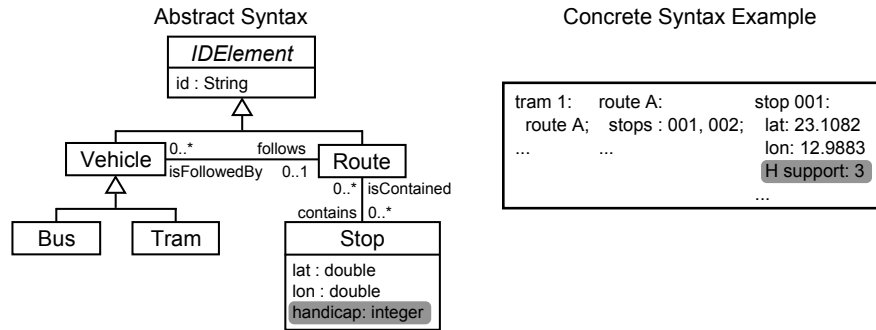 Abstract Syntax
IDElement
id : String
0..*
follows
Vehicle
Route
isFollowedBy
0..1
0..*
isContained
contains
0..*
Bus
Tram
Stop
lat : double
lon : double
handicap: integer
Concrete Syntax Example
tram 1:
route A;
...
route A:
stops : 001, 002;
...
stop 001:
lat: 23.1082
lon: 12.9883
H support: 3
...